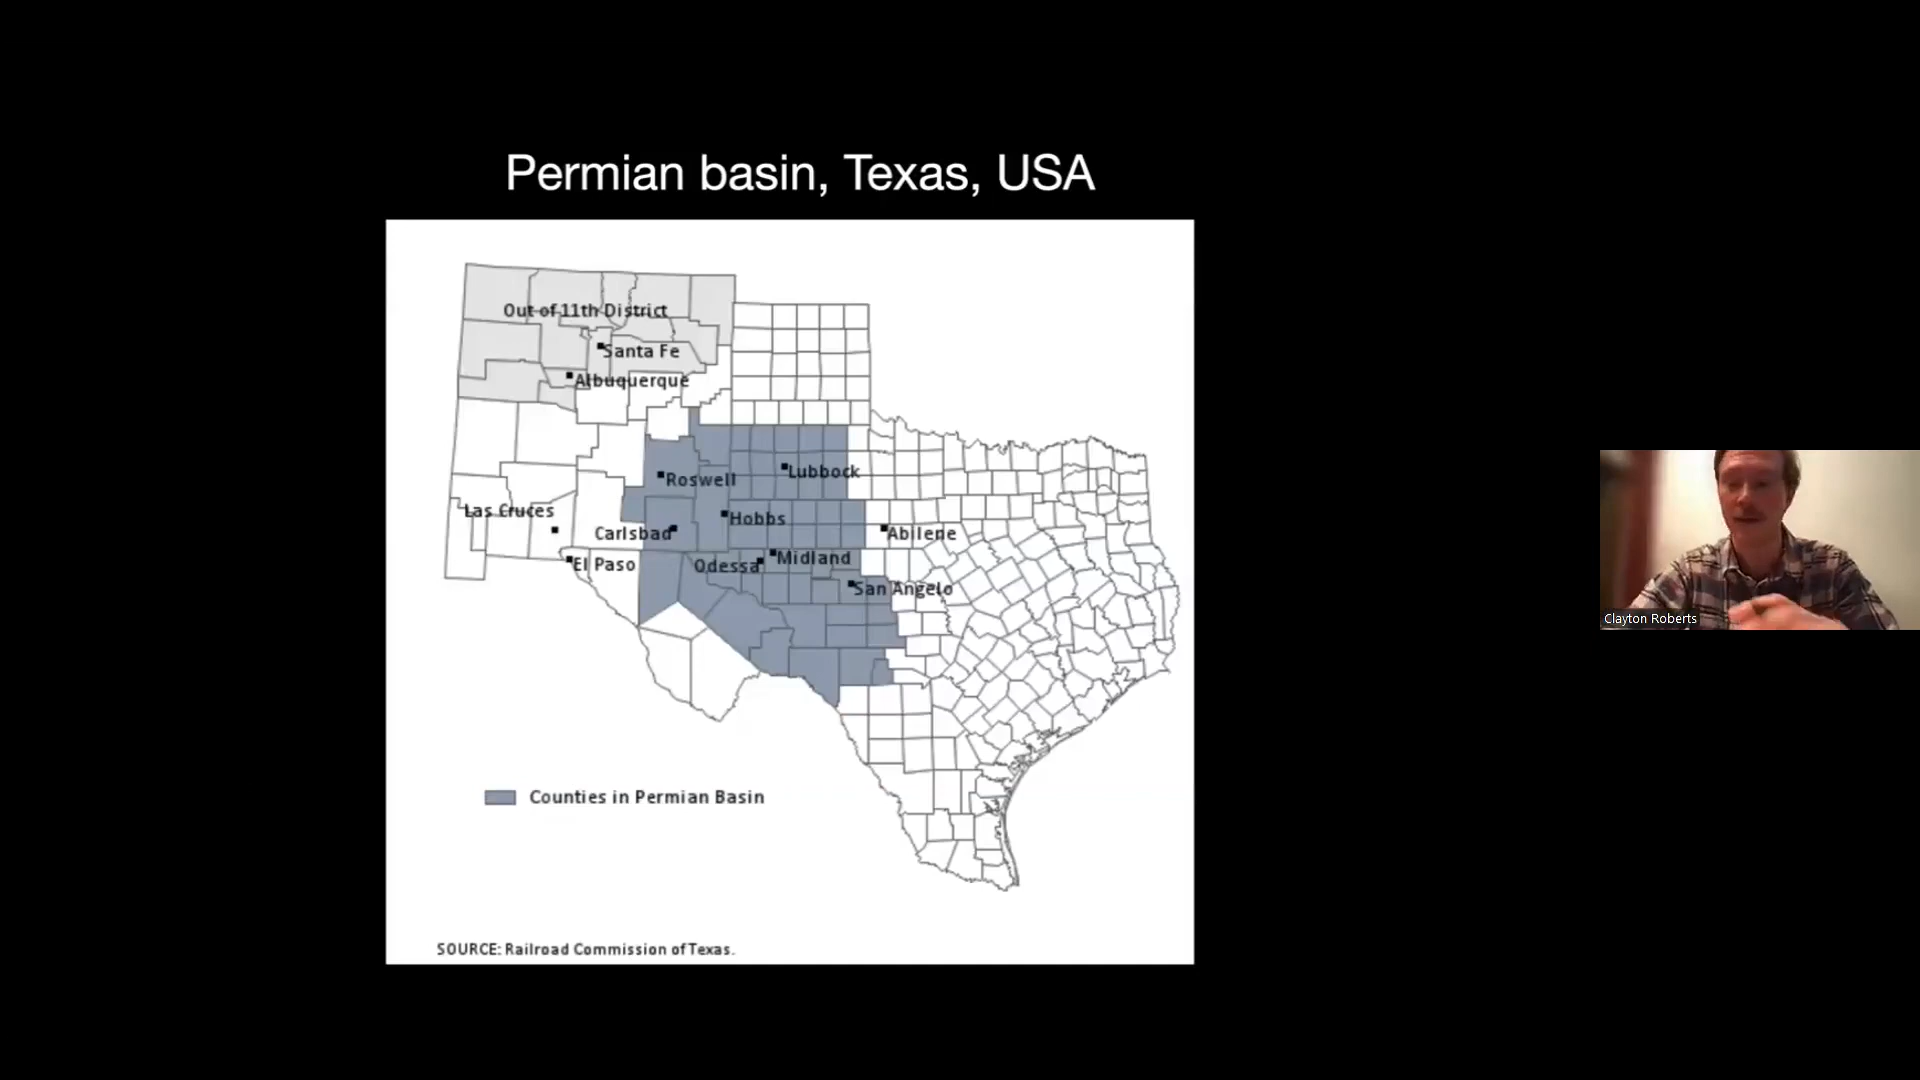 Permian basin, Texas, USA
Out of 11th District
Santa Fe
Albuquerque
Lubbock
Roswell
Las Cruces
Hobbs
Carlsbad
Abilene
Midland
El Paso
Odessa
San Angelo
Clayton Roberts
Counties in Permian Basin
SOURCE: Railroad Commission of Texas.